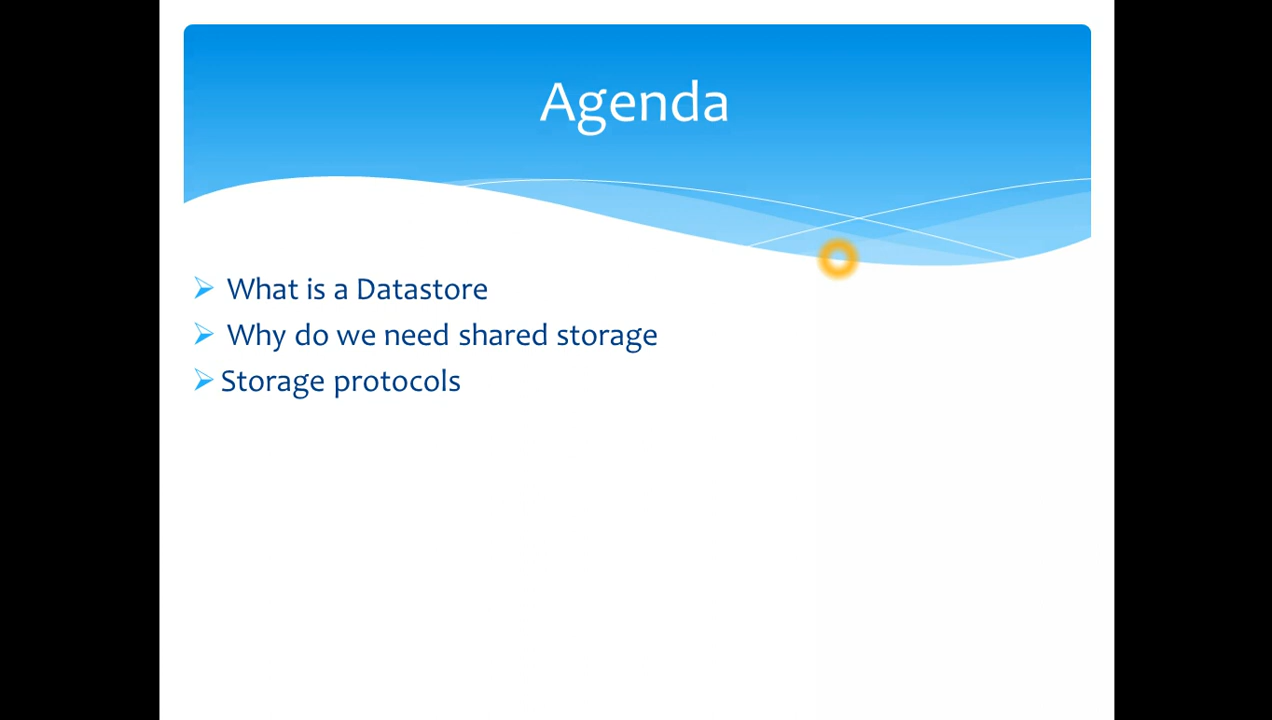 Agenda
What is a Datastore
Why do we need shared storage
Storage protocols